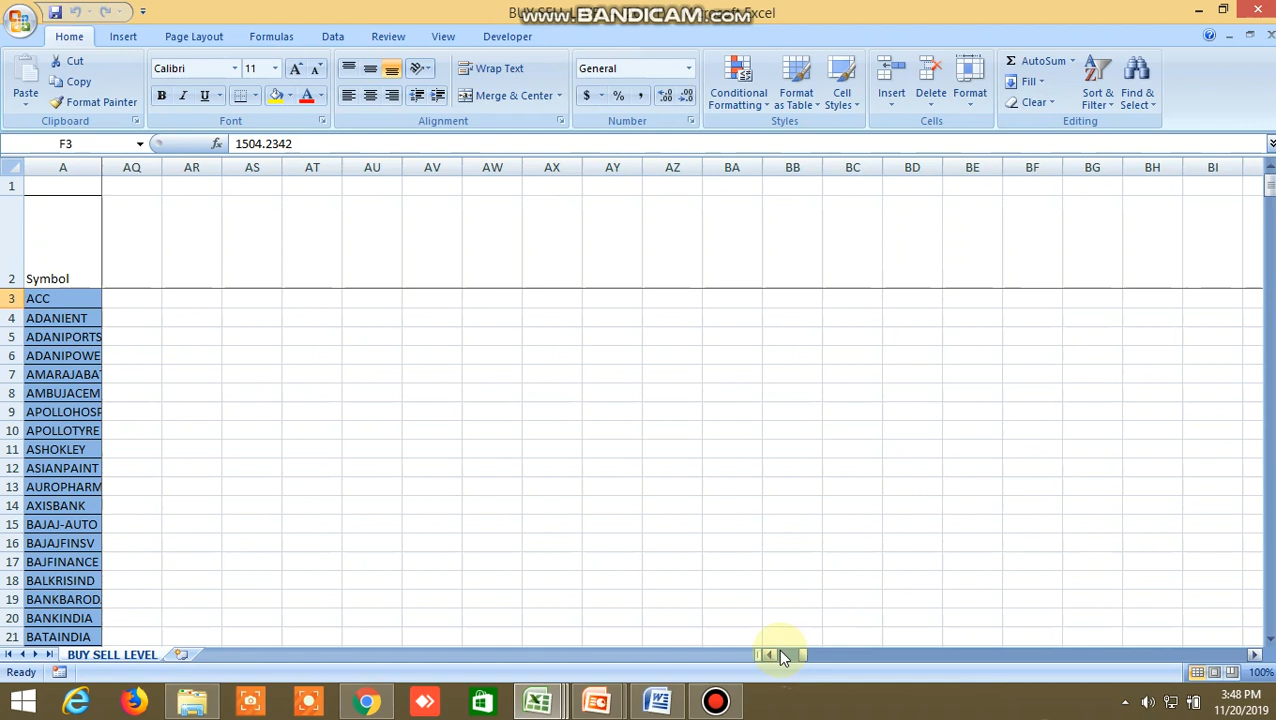 BUY SELL
www.BANDICAM.com
Microsoft Excel
Home Insert Page Layout Formulas Data Review View Developer
Paste
Cut
Copy
Format Painter
Clipboard
Calibri 11
B I U
Font
Wrap Text
Merge & Center
Alignment
General
$ % ,
Number
Conditional Formatting
Format as Table
Cell Styles
Styles
Insert Delete Format
Cells
Σ AutoSum
Fill
Clear
Sort & Filter
Find & Select
Editing
F3 fx 1504.2342
A AQ AR AS AT AU AV AW AX AY AZ BA BB BC BD BE BF BG BH BI
1
2 Symbol
3 ACC
4 ADANIENT
5 ADANIPORTS
6 ADANIPOWE
7 AMARAJABAT
8 AMBUJACEM
9 APOLLOHOSP
10 APOLLOTYRE
11 ASHOKLEY
12 ASIANPAINT
13 AUROPHARM
14 AXISBANK
15 BAJAJ-AUTO
16 BAJAJFINSV
17 BAJFINANCE
18 BALKRISIND
19 BANKBAROD
20 BANKINDIA
21 BATAINDIA
BUY SELL LEVEL
Ready 100%
3:48 PM
11/20/2019